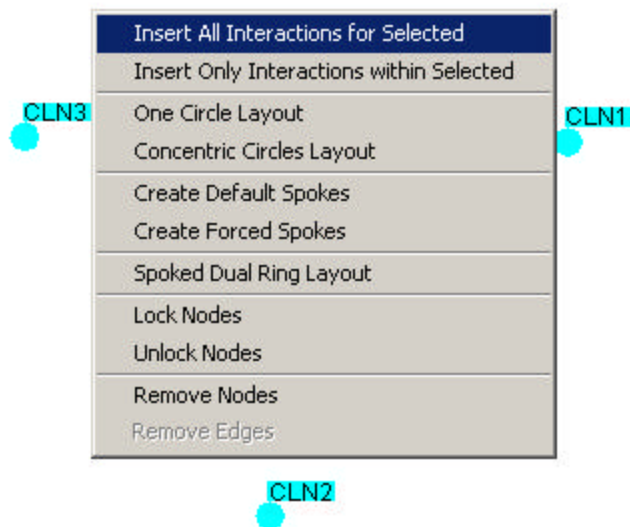 Insert All Interactions for Selected
Insert Only Interactions within Selected
CLN3
One Circle Layout
CLN1
Concentric Circles Layout
Create Default Spokes
Create Forced Spokes
Spoked Dual Ring Layout
Lock Nodes
Unlock Nodes
Remove Nodes
Remove Edges
CLN2